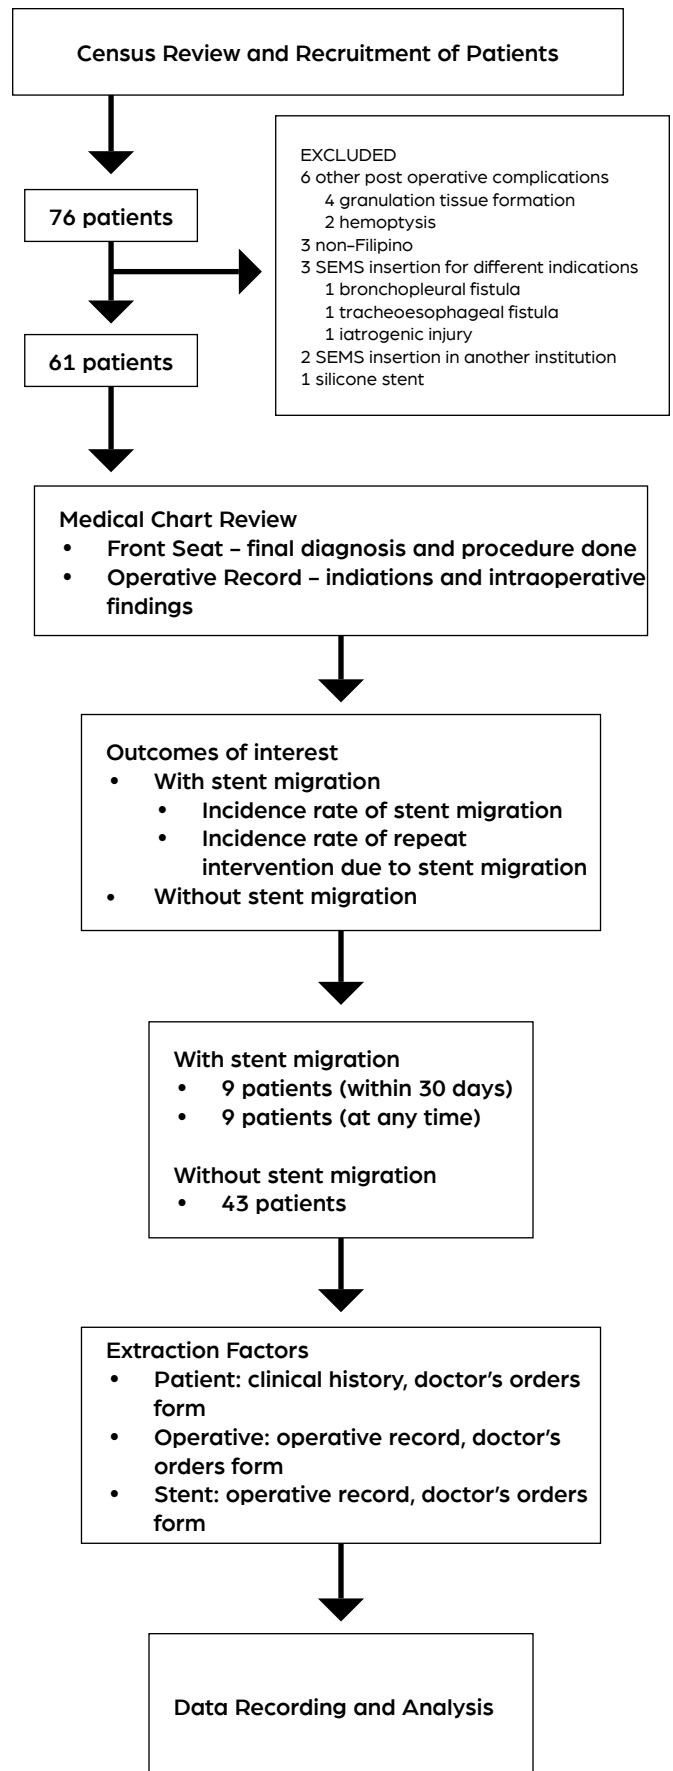 Census Review and Recruitment of Patients
76 patients
EXCLUDED
6 other post operative complications
4 granulation tissue formation
2 hemoptysis
3 non-Filipino
3 SEMS insertion for different indications
1 bronchopleural fistula
1 tracheoesophageal fistula
1 iatrogenic injury
2 SEMS insertion in another institution
1 silicone stent
61 patients
Medical Chart Review
• Front Seat – final diagnosis and procedure done
• Operative Record – indiations and intraoperative
findings
Outcomes of interest
• With stent migration
• Incidence rate of stent migration
• Incidence rate of repeat
intervention due to stent migration
• Without stent migration
With stent migration
• 9 patients (within 30 days)
• 9 patients (at any time)
Without stent migration
• 43 patients
Extraction Factors
• Patient: clinical history, doctor's orders
form
• Operative: operative record, doctor's
orders form
• Stent: operative record, doctor's orders
form
Data Recording and Analysis